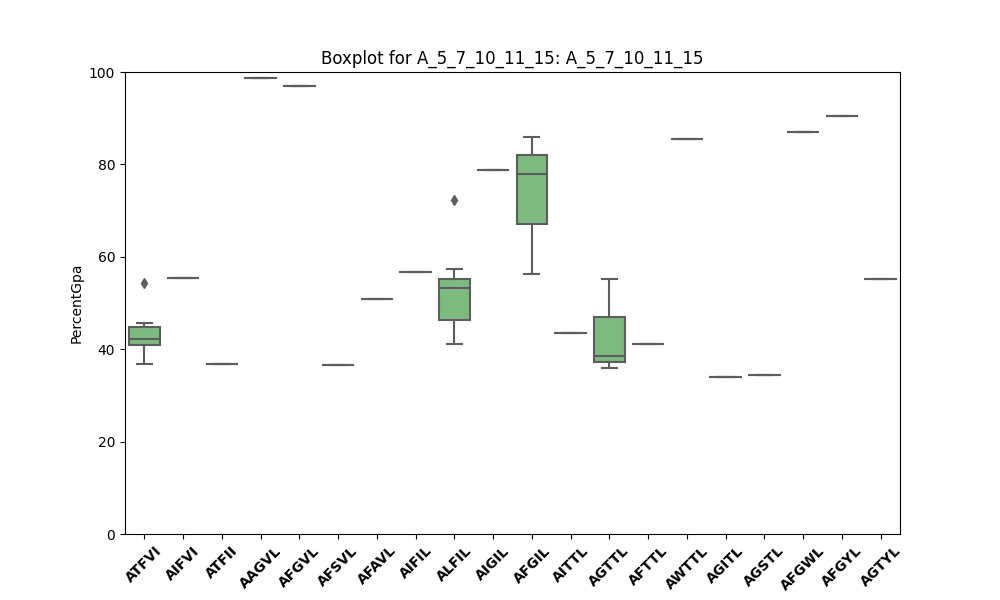 Boxplot for A_5_7_10_11_15: A_5_7_10_11_15
100
80
60
40
20
0
PercentGpa
ATFVI AIFVI ATFII AAGVL AFGVL AFSVL AFAVL AIFIL ALFIL AIGIL AFGIL AITTL AGTTL AFTTL AWTTL AGITL AGSTL AFGWL AFGYL AGTYL